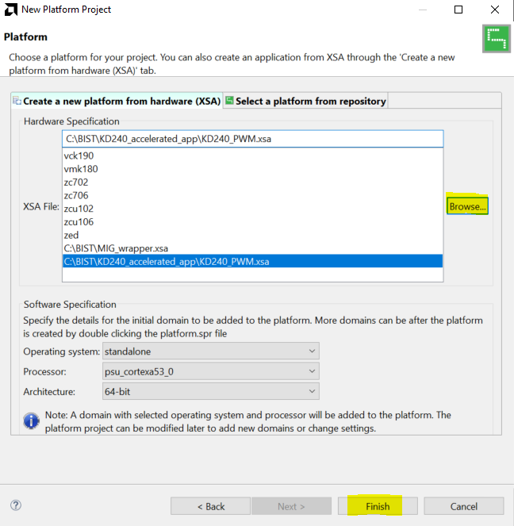 New Platform Project
Platform
Choose a platform for your project. You can also create an application from XSA through the 'Create a new
platform from hardware (XSA)' tab.
Create a new platform from hardware (XSA) Select a platform from repository
Hardware Specification
C:\BIST\KD240_accelerated_app\KD240_PWM.xsa
vck190
vmk180
zc702
zc706
XSA File: zcu102 Browse...
zcu106
zed
C:\BIST\MIG_wrapper.xsa
C:\BIST\KD240_accelerated_app\KD240_PWM.xsa
Software Specification
Specify the details for the initial domain to be added to the platform. More domains can be after the platform
is created by double clicking the platform.spr file
Operating system: standalone
Processor: psu_cortexa53_0
Architecture: 64-bit
Note: A domain with selected operating system and processor will be added to the platform. The
platform project can be modified later to add new domains or change settings.
? < Back Next > Finish Cancel